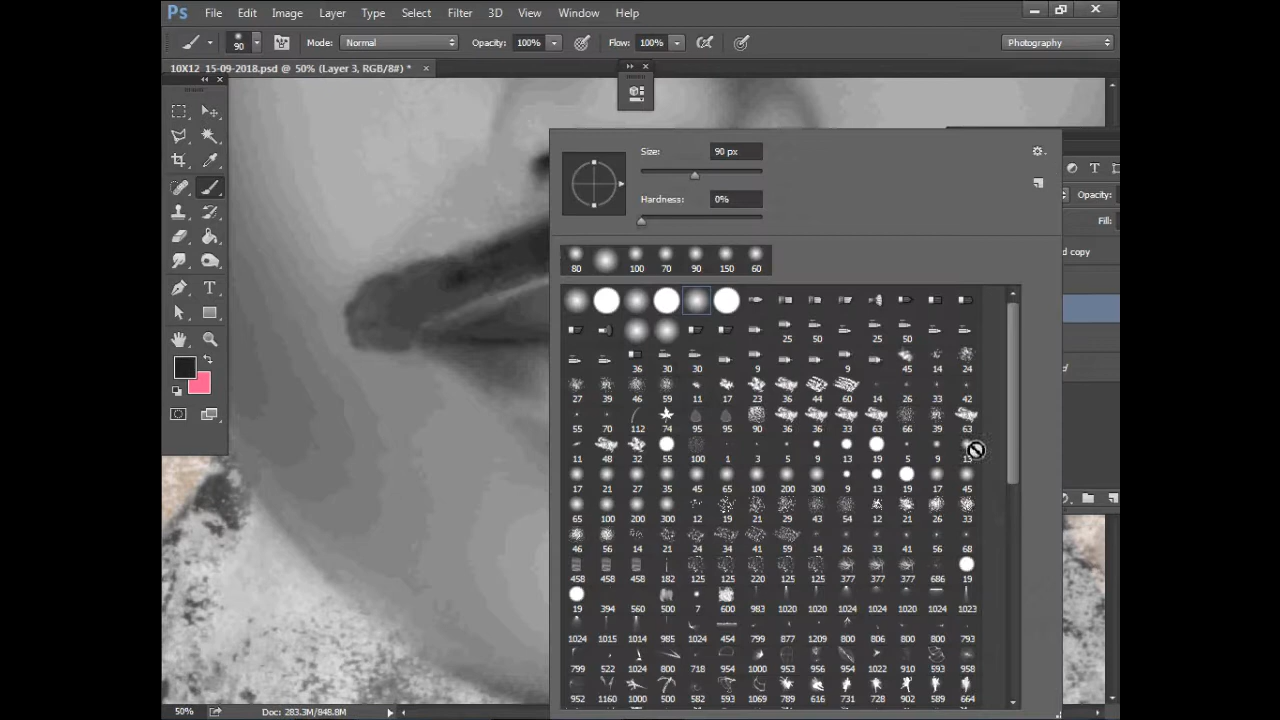 Ps File Edit Image Layer Type Select Filter 3D View Window Help
90 Mode: Normal Opacity: 100% Flow: 100% Photography
10X12 15-09-2018.psd @ 50% (Layer 3, RGB/8#) * ×
Size: 90 px
Opacity:
Hardness: 0%
Fill:
d copy
80 100 70 90 150 60
25 50 25 50
36 30 30 9 9 45 14 24
27 39 46 59 11 17 23 36 44 60 14 26 33 42
55 70 112 74 95 95 90 36 36 33 63 66 39 63
11 48 32 55 100 1 3 5 9 13 19 5 9 13
17 21 27 35 45 65 100 200 300 9 13 19 17 45
65 100 200 300 12 19 21 29 43 54 12 21 26 33
46 56 14 21 24 34 41 59 14 26 33 41 56 68
458 458 458 182 125 125 220 125 125 377 377 377 686 19
19 394 560 500 7 600 983 1020 1020 1024 1024 1020 1024 1023
1024 1015 1014 985 1024 454 799 877 1209 800 806 800 800 793
799 522 1024 800 718 954 1000 953 956 954 1022 910 593 958
952 1160 1000 500 582 593 1069 789 616 731 728 902 589 664
50% Doc: 283.3M/848.8M